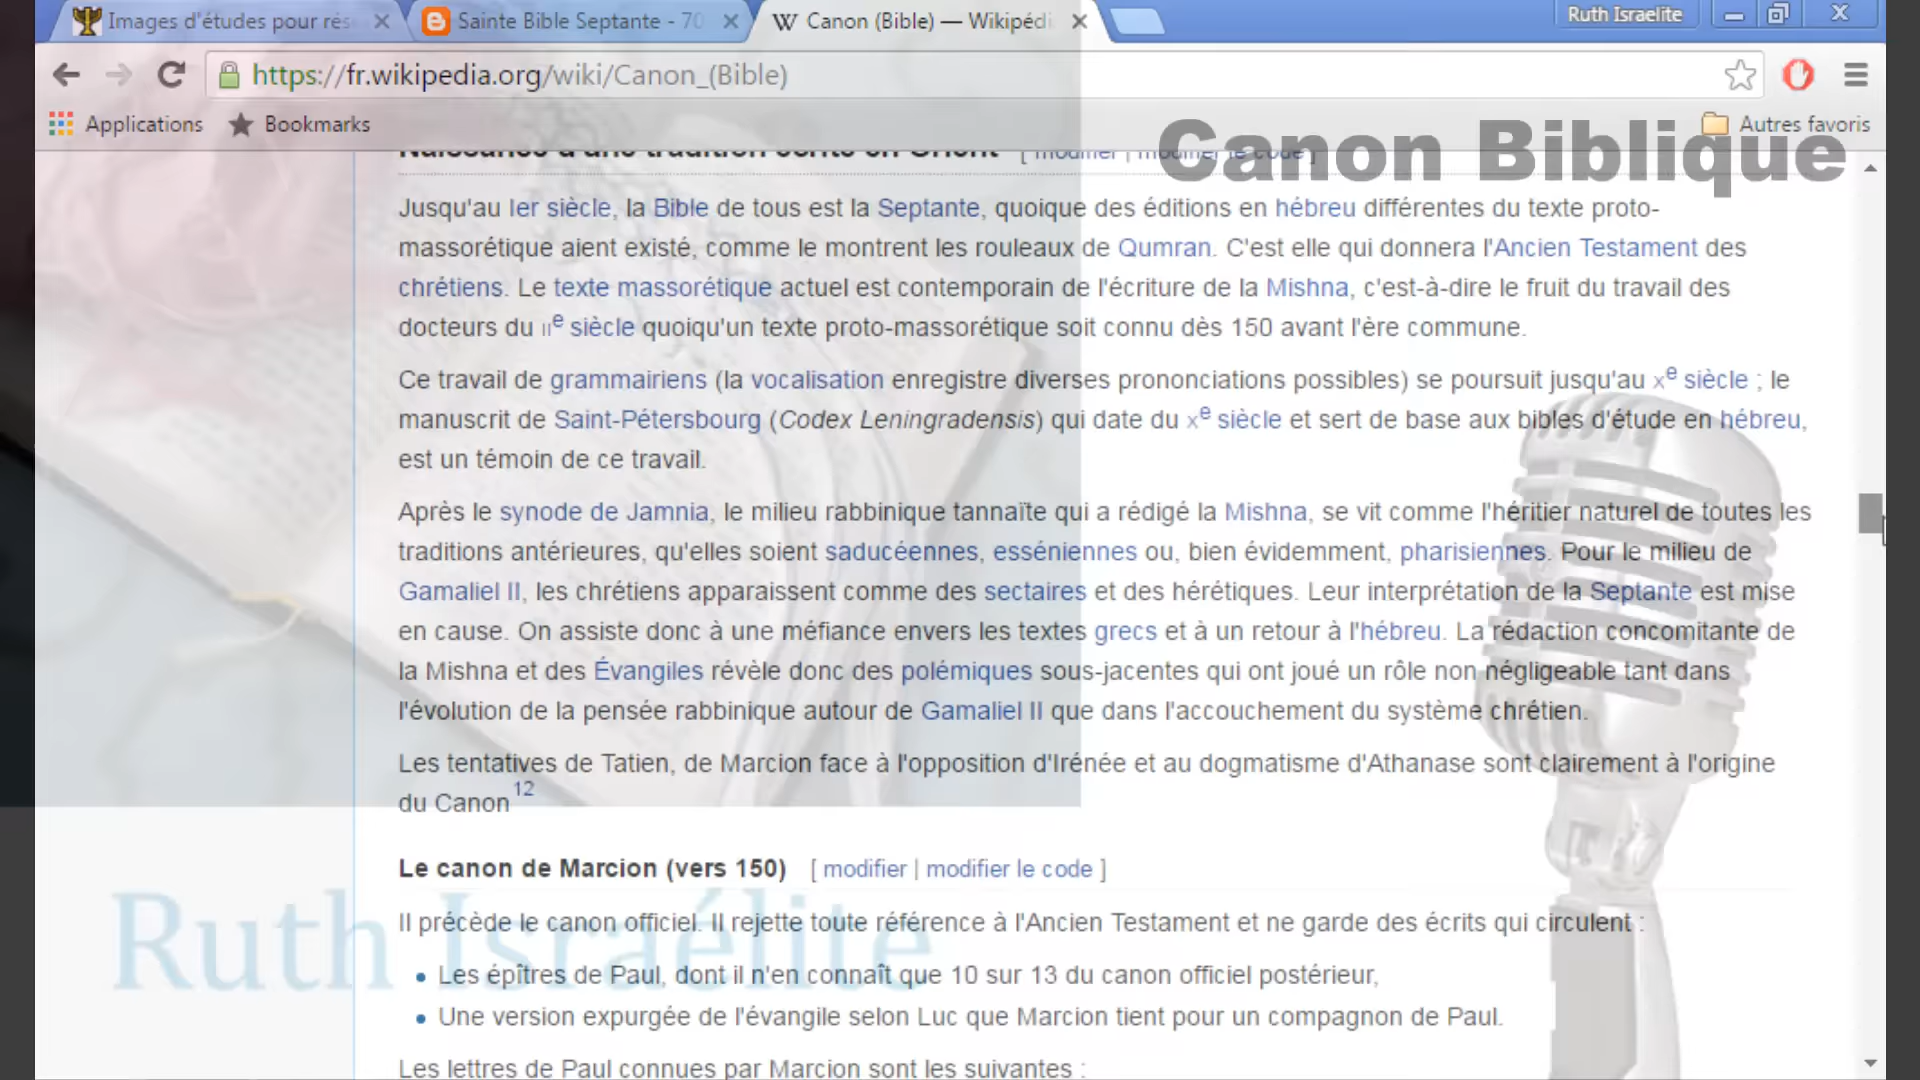 Images d'études pour rés
Sainte Bible Septante - 70
Canon (Bible) — Wikipédi
Ruth Israelite
https://fr.wikipedia.org/wiki/Canon_(Bible)
Applications
Bookmarks
Autres favoris
Canon Biblique
Naissance d'une tradition écrite en Orient [ modifier | modifier le code ]
Jusqu'au Ier siècle, la Bible de tous est la Septante, quoique des éditions en hébreu différentes du texte proto-
massorétique aient existé, comme le montrent les rouleaux de Qumran. C'est elle qui donnera l'Ancien Testament des
chrétiens. Le texte massorétique actuel est contemporain de l'écriture de la Mishna, c'est-à-dire le fruit du travail des
docteurs du IIe siècle quoiqu'un texte proto-massorétique soit connu dès 150 avant l'ère commune.
Ce travail de grammairiens (la vocalisation enregistre diverses prononciations possibles) se poursuit jusqu'au Xe siècle ; le
manuscrit de Saint-Pétersbourg (Codex Leningradensis) qui date du Xe siècle et sert de base aux bibles d'étude en hébreu,
est un témoin de ce travail.
Après le synode de Jamnia, le milieu rabbinique tannaïte qui a rédigé la Mishna, se vit comme l'héritier naturel de toutes les
traditions antérieures, qu'elles soient saducéennes, esséniennes ou, bien évidemment, pharisiennes. Pour le milieu de
Gamaliel II, les chrétiens apparaissent comme des sectaires et des hérétiques. Leur interprétation de la Septante est mise
en cause. On assiste donc à une méfiance envers les textes grecs et à un retour à l'hébreu. La rédaction concomitante de
la Mishna et des Évangiles révèle donc des polémiques sous-jacentes qui ont joué un rôle non négligeable tant dans
l'évolution de la pensée rabbinique autour de Gamaliel II que dans l'accouchement du système chrétien.
Les tentatives de Tatien, de Marcion face à l'opposition d'Irénée et au dogmatisme d'Athanase sont clairement à l'origine
du Canon 12
Le canon de Marcion (vers 150) [ modifier | modifier le code ]
Il précède le canon officiel. Il rejette toute référence à l'Ancien Testament et ne garde des écrits qui circulent :
Ruth Israélite
• Les épîtres de Paul, dont il n'en connaît que 10 sur 13 du canon officiel postérieur,
• Une version expurgée de l'évangile selon Luc que Marcion tient pour un compagnon de Paul.
Les lettres de Paul connues par Marcion sont les suivantes :